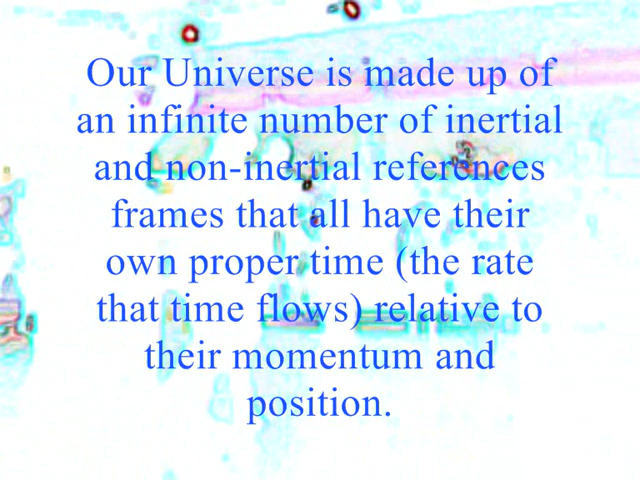 Our Universe is made up of
an infinite number of inertial
and non-inertial references
frames that all have their
own proper time (the rate
that time flows) relative to
their momentum and
position.